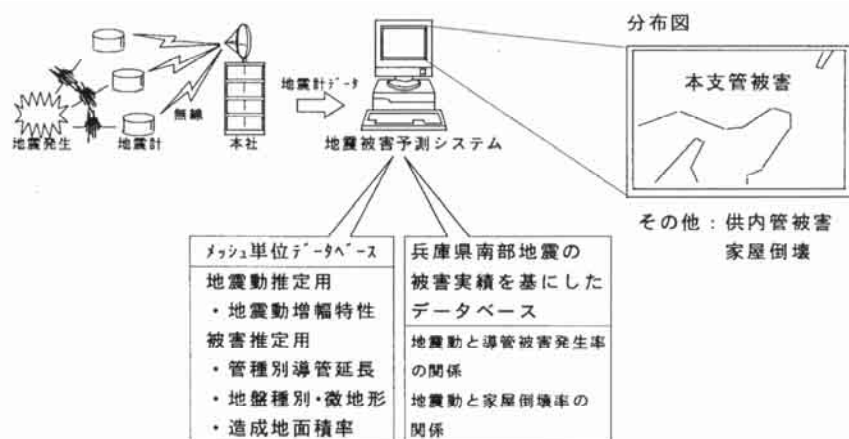 分布図
本支管被害
地震計データ
無線
地震発生
地震計
本社
地震被害予測システム
その他：供内管被害
家屋倒壊
メッシュ単位データベース
地震動推定用
・地震動増幅特性
被害推定用
・管種別導管延長
・地盤種別・微地形
・造成地面積率
兵庫県南部地震の
被害実績を基にした
データベース
地震動と導管被害発生率
の関係
地震動と家屋倒壊率の
関係